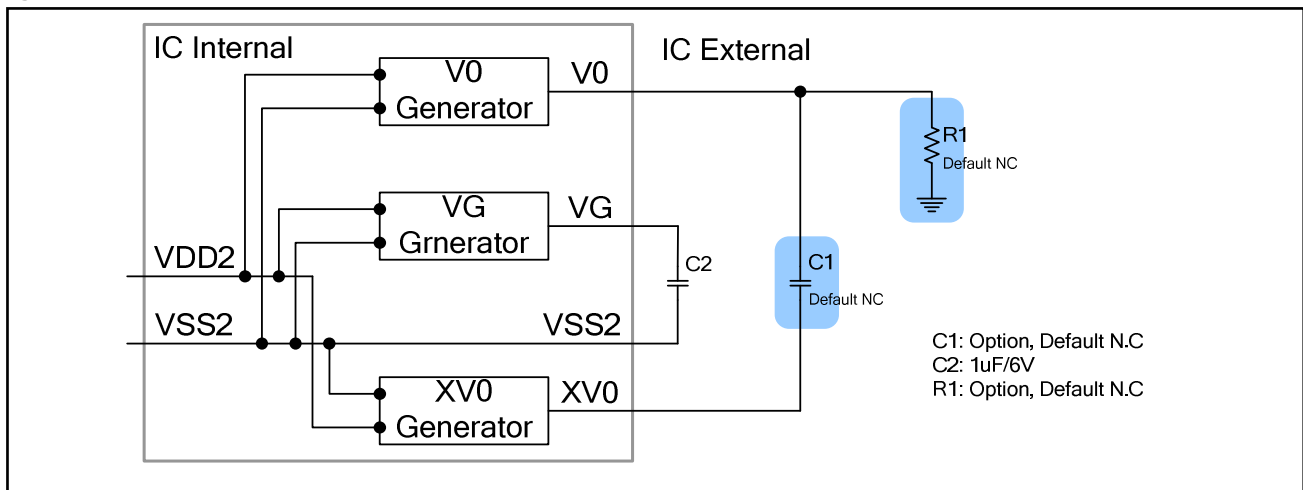 IC Internal
IC External
V0
Generator
V0
R1
Default NC
VG
Grnerator
VG
VDD2
C2
C1
Default NC
VSS2
VSS2
XV0
Generator
XV0
C1: Option, Default N.C
C2: 1uF/6V
R1: Option, Default N.C